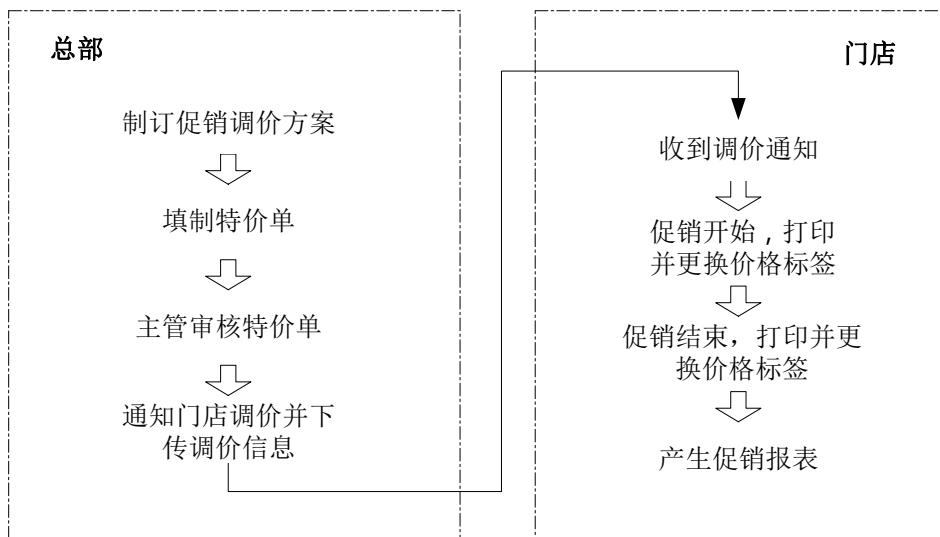 总部
制订促销调价方案
填制特价单
主管审核特价单
通知门店调价并下
传调价信息
门店
收到调价通知
促销开始，打印
并更换价格标签
促销结束，打印并更
换价格标签
产生促销报表